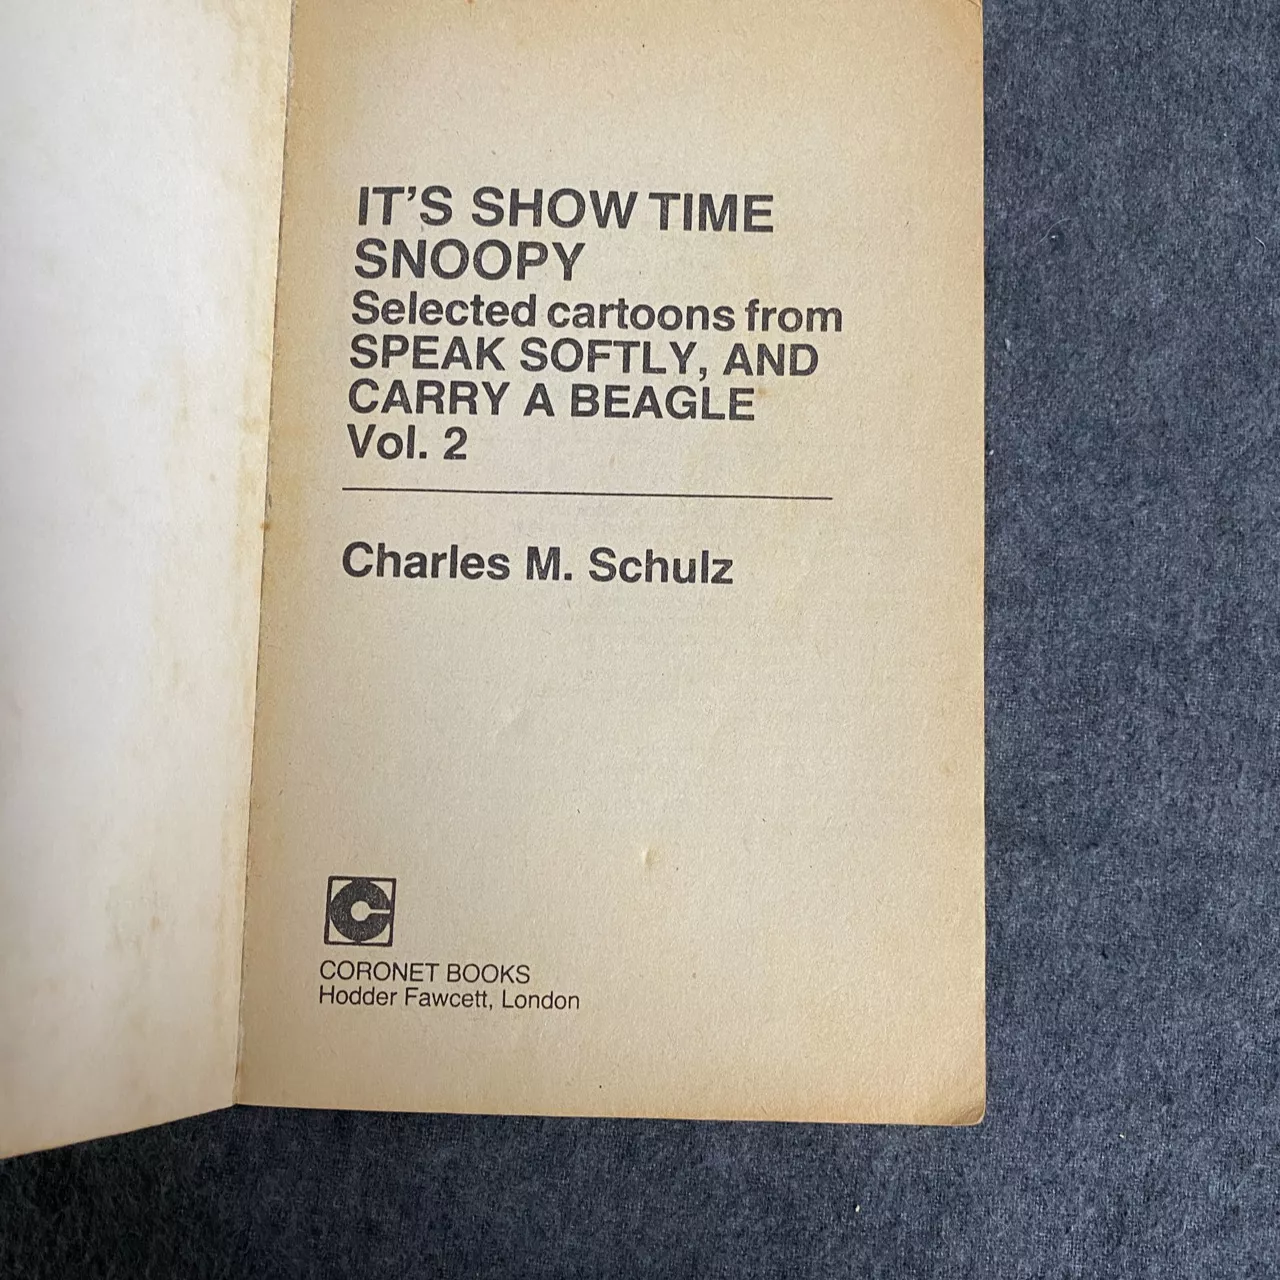 IT'S SHOW TIME
SNOOPY
Selected cartoons from
SPEAK SOFTLY, AND
CARRY A BEAGLE
Vol. 2
Charles M. Schulz
CORONET BOOKS
Hodder Fawcett, London